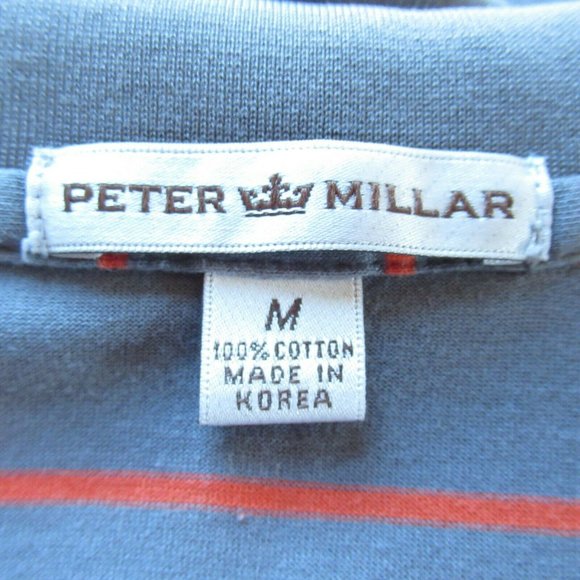 PETER MILLAR
M
100% COTTON
MADE IN
KOREA